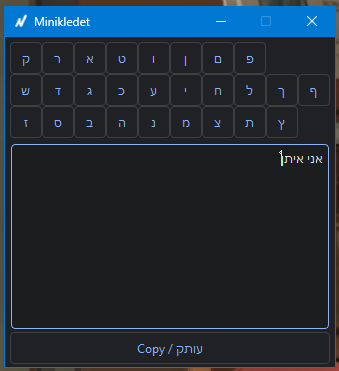 Minikledet
ק ר א ט ו ן ם פ
ש ד ג כ ע י ח ל ך ף
ז ס ב ה נ מ צ ת ץ
אני איתן
Copy / עותק